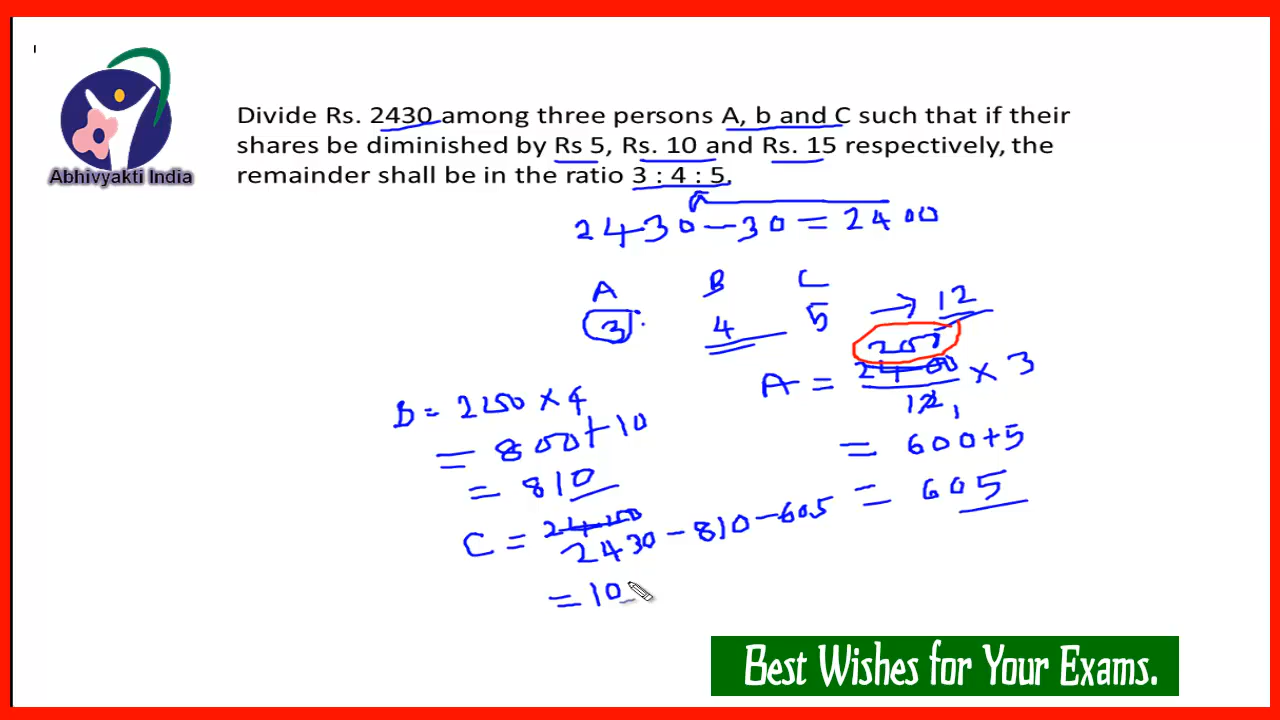 Abhivyakti India
Divide Rs. 2430 among three persons A, b and C such that if their
shares be diminished by Rs 5, Rs. 10 and Rs. 15 respectively, the
remainder shall be in the ratio 3 : 4 : 5.
2430 - 30 = 2400
A B C
3 : 4 5 → 12
200
A = 2400/12 1 × 3
= 600 + 5
= 605
B = 200 × 4
= 800 + 10
= 810
C = 2430 - 810 - 605
= 10
Best Wishes for Your Exams.